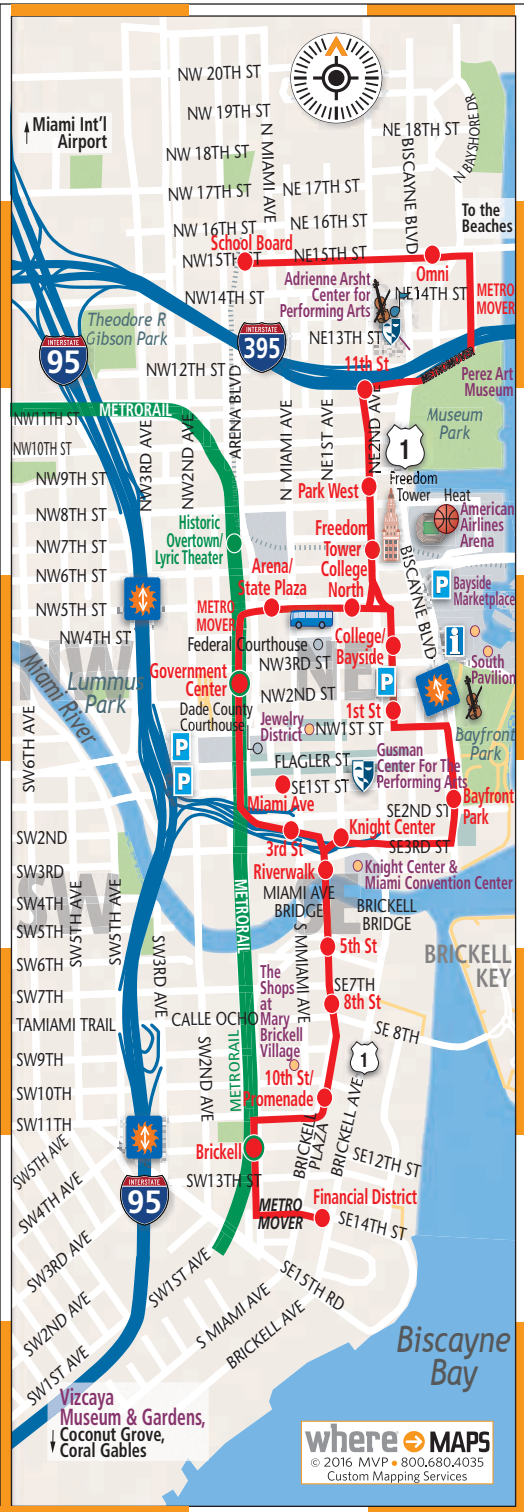 NW 20TH ST
NW 19TH ST
NE 18TH ST
N BAYSHORE DR
Miami Int'l
Airport
N MIAMI AVE
BISCAYNE BLVD
NW 18TH ST
NW 17TH ST
NE 17TH ST
To the
Beaches
NW 16TH ST
NE 16TH ST
School Board
NW15TH ST
NE15TH ST
Omni
Adrienne Arsht
Center for
Performing Arts
NW14TH ST
NE14TH ST
METRO
MOVER
Theodore R
Gibson Park
INTERSTATE
95
INTERSTATE
395
NE13TH ST
11th St
METROMOVER
NW12TH ST
Perez Art
Museum
ARENA BLVD
NW11TH ST
METRORAIL
Museum
Park
NW10TH ST
NW3RD AVE
NW2ND AVE
N MIAMI AVE
NE1ST AVE
NE2ND AVE
1
NW9TH ST
Park West
Freedom
Tower
Heat
American
Airlines
Arena
NW8TH ST
Historic
Overtown/
Lyric Theater
NW7TH ST
Freedom
Tower
BISCAYNE BLVD
NW6TH ST
Arena/
State Plaza
College
North
P
Bayside
Marketplace
NW5TH ST
METRO
MOVER
NW4TH ST
Federal Courthouse
College/
Bayside
i
NW
NE
NW3RD ST
South
Pavilion
Miami River
Lummus
Park
Government
Center
NW2ND ST
P
Dade County
Courthouse
Jewelry
District
NW1ST ST
1st St
Bayfront
Park
SW6TH AVE
P
P
FLAGLER ST
Gusman
Center For The
Performing Arts
SE1ST ST
Miami Ave
SE2ND ST
Bayfront
Park
SW2ND
3rd St
Knight Center
SE3RD ST
SW3RD
Riverwalk
Knight Center &
Miami Convention Center
SW4TH
SW5TH AVE
SW5TH AVE
METRORAIL
MIAMI AVE
BRIDGE
BRICKELL
BRIDGE
SW
SE
SW5TH
S MMIAMI AVE
5th St
BRICKELL
KEY
SW6TH
SW3RD AVE
The
Shops
at
Mary
Brickell
Village
SW7TH
SE7TH
8th St
TAMIAMI TRAIL
CALLE OCHO
SE 8TH
SW9TH
SW2ND AVE
METRORAIL
1
SW10TH
10th St/
Promenade
SW11TH
BRICKELL
PLAZA
BRICKELL AVE
SW5TH AVE
Brickell
SE12TH ST
SW4TH AVE
INTERSTATE
95
SW13TH ST
METRO
MOVER
Financial District
SE14TH ST
SW3RD AVE
SW1ST AVE
SE15TH RD
SW2ND AVE
S MIAMI AVE
BRICKELL AVE
SW1ST AVE
Biscayne
Bay
Vizcaya
Museum & Gardens,
Coconut Grove,
Coral Gables
where MAPS
© 2016 MVP • 800.680.4035
Custom Mapping Services